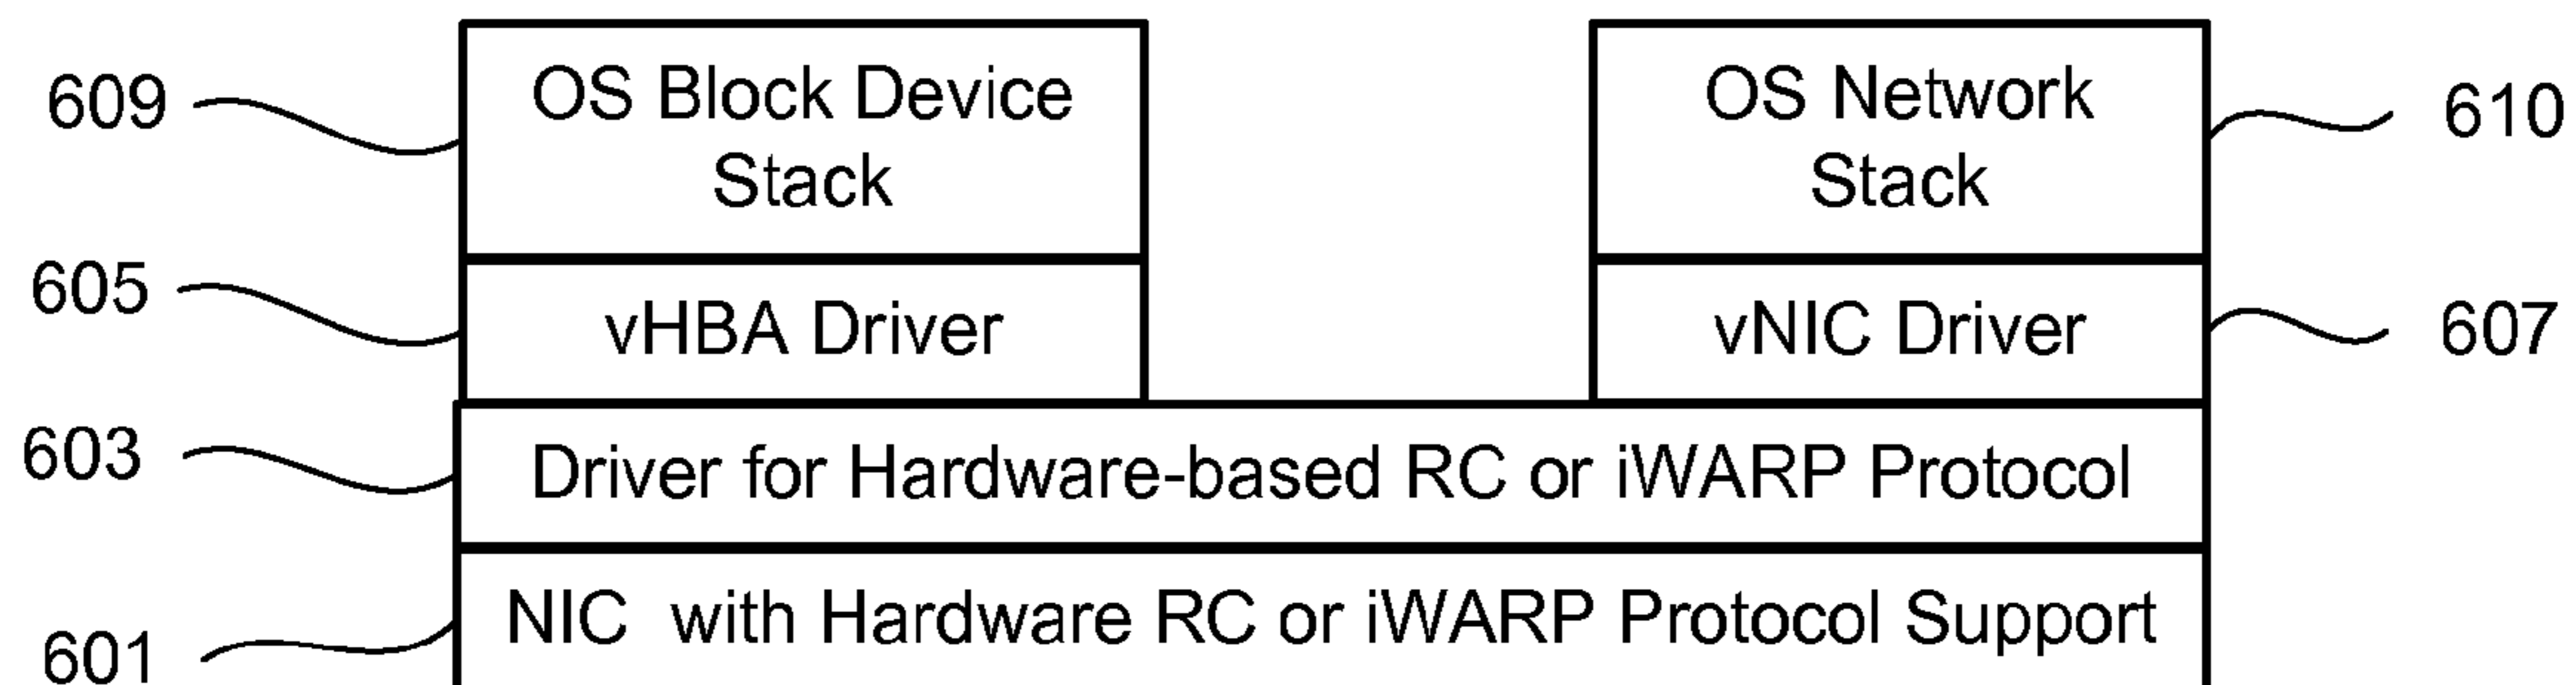 609
OS Block Device
Stack
OS Network
Stack
610
605
vHBA Driver
vNIC Driver
607
603
Driver for Hardware-based RC or iWARP Protocol
601
NIC with Hardware RC or iWARP Protocol Support